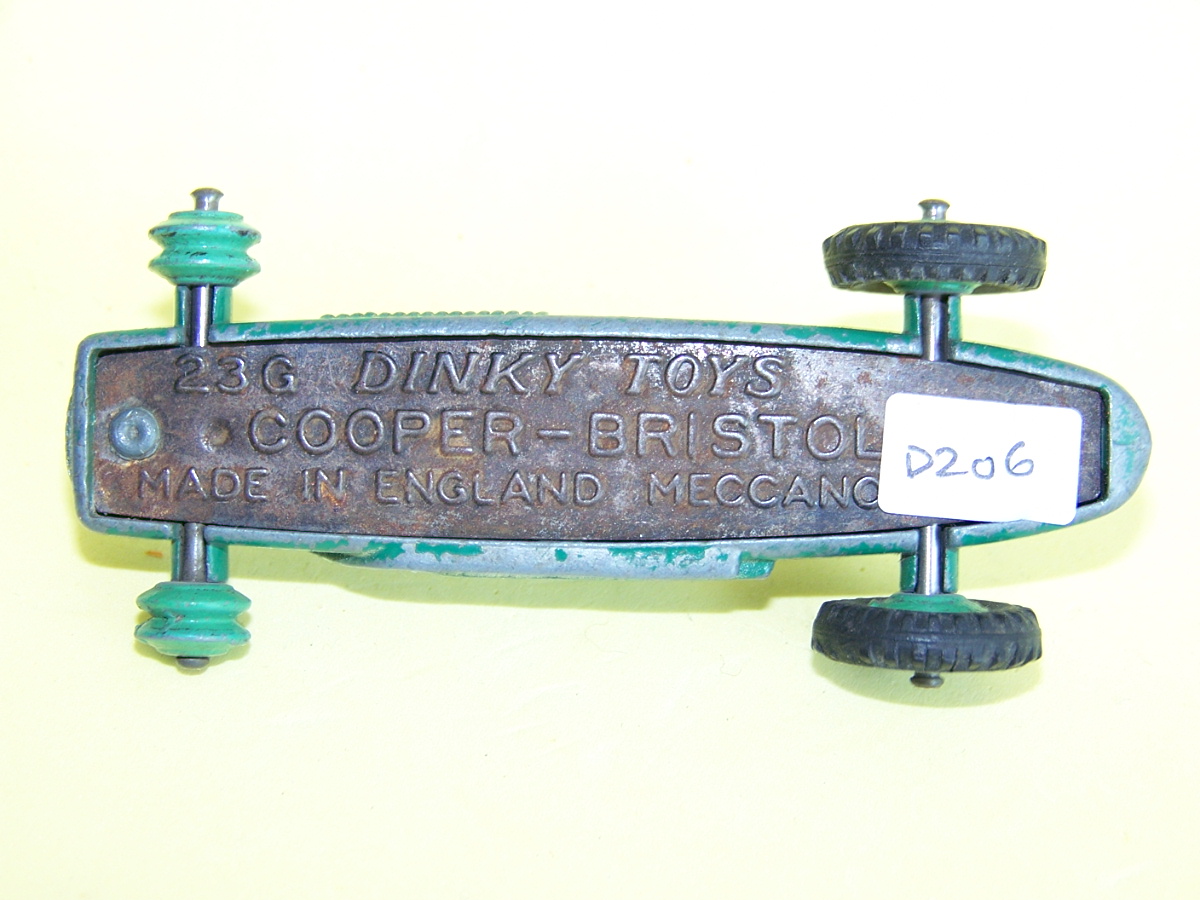 23G DINKY TOYS
COOPER-BRISTOL
MADE IN ENGLAND MECCANO
D206